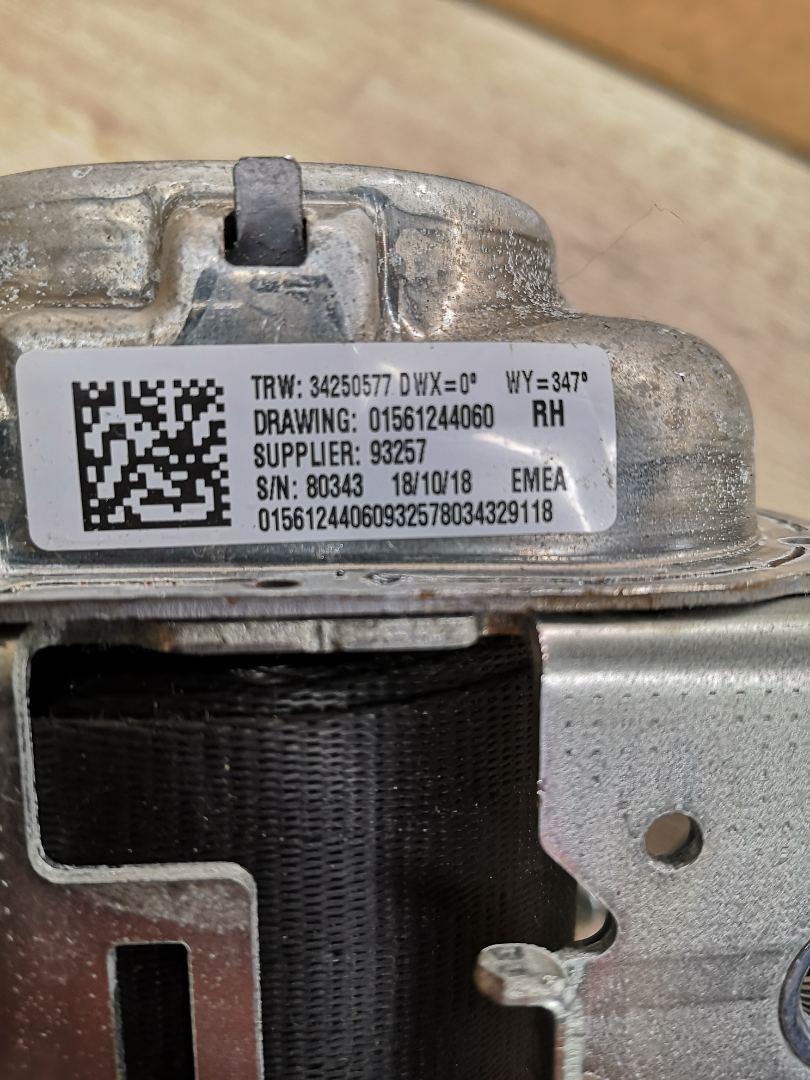 TRW: 34250577 DWX=0° WY=347°
DRAWING: 01561244060 RH
SUPPLIER: 93257
S/N: 80343 18/10/18 EMEA
01561244060932578034329118